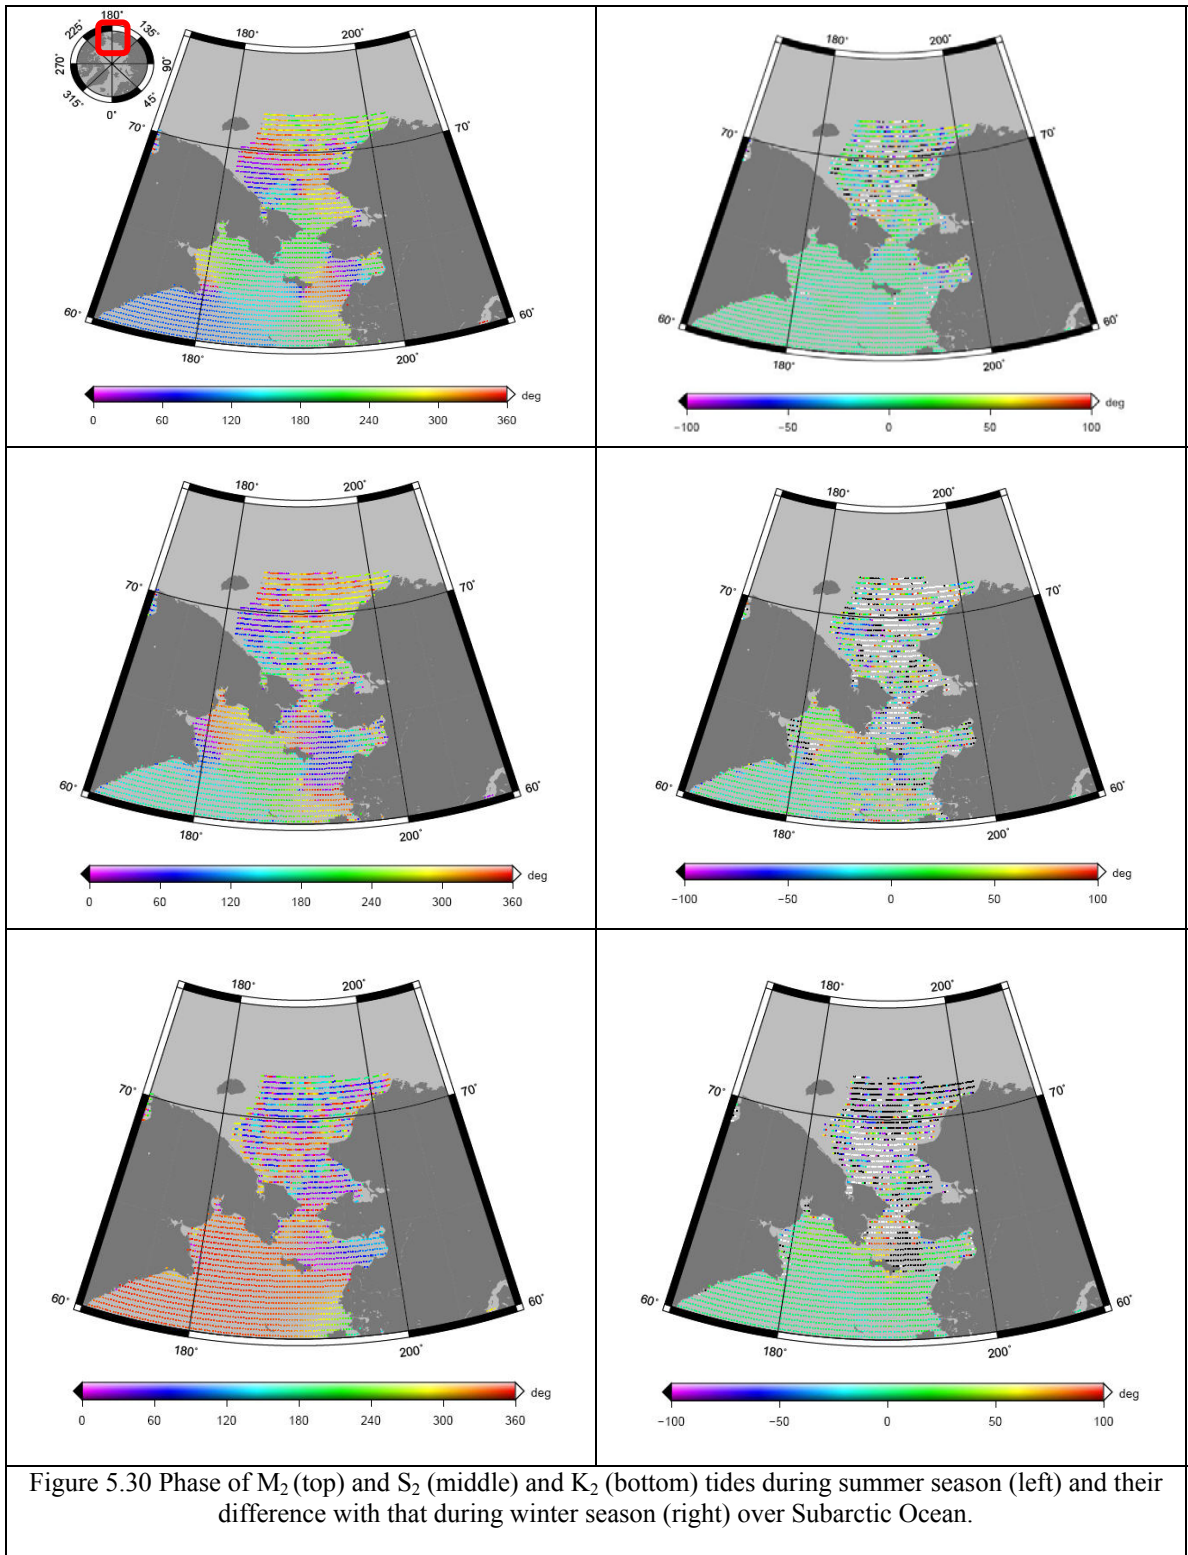 180˚
225˚ 135˚
270˚ 90˚
315˚ 45˚
0˚
180˚ 200˚
70˚ 70˚
60˚ 60˚
180˚ 200˚
deg
0 60 120 180 240 300 360
180˚ 200˚
70˚ 70˚
60˚ 60˚
180˚ 200˚
deg
−100 −50 0 50 100
180˚ 200˚
70˚ 70˚
60˚ 60˚
180˚ 200˚
deg
0 60 120 180 240 300 360
180˚ 200˚
70˚ 70˚
60˚ 60˚
180˚ 200˚
deg
−100 −50 0 50 100
180˚ 200˚
70˚ 70˚
60˚ 60˚
180˚ 200˚
deg
0 60 120 180 240 300 360
180˚ 200˚
70˚ 70˚
60˚ 60˚
180˚ 200˚
deg
−100 −50 0 50 100
Figure 5.30 Phase of M₂ (top) and S₂ (middle) and K₂ (bottom) tides during summer season (left) and their
difference with that during winter season (right) over Subarctic Ocean.